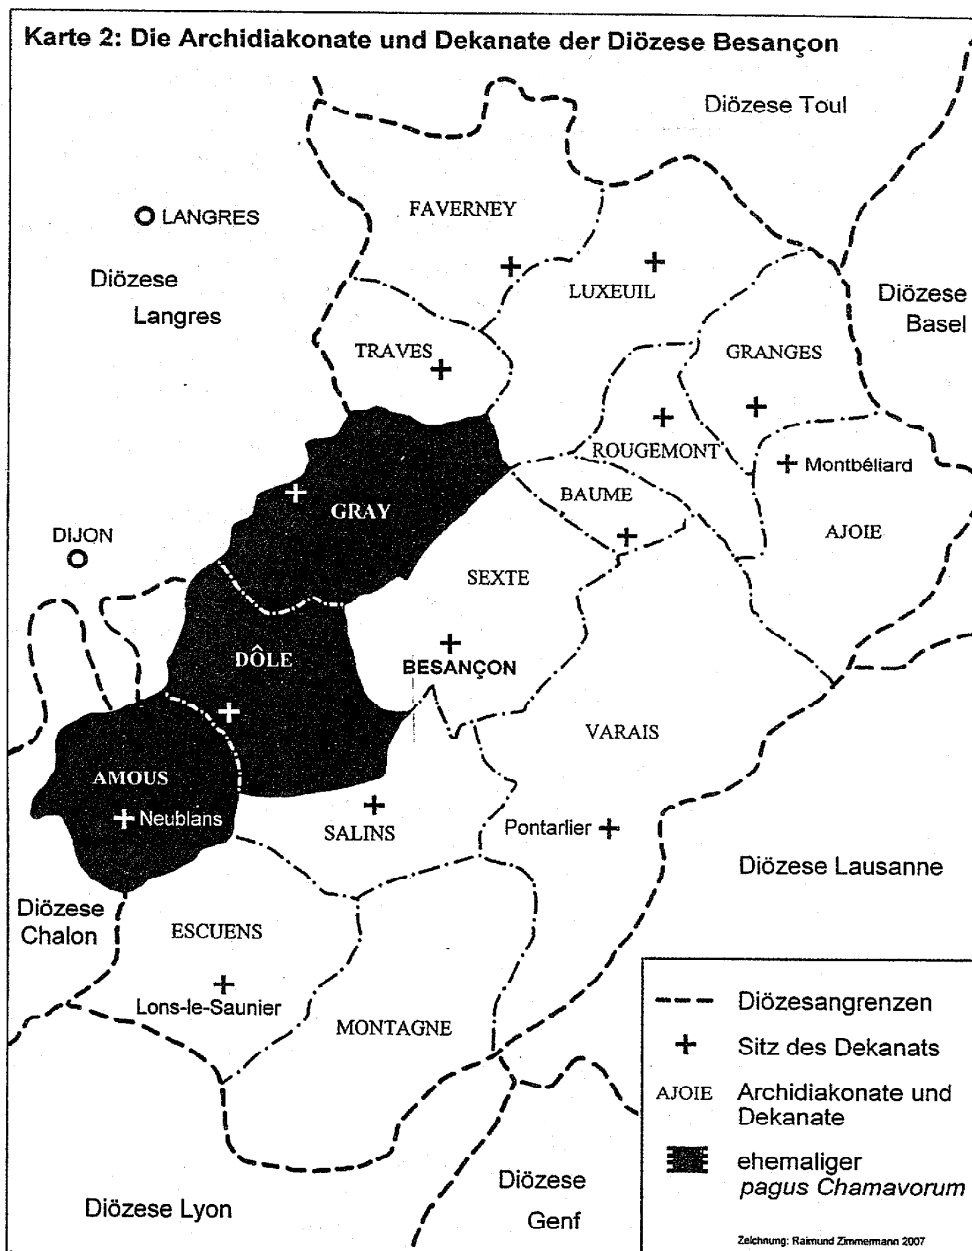 Karte 2: Die Archidiakonate und Dekanate der Diözese Besançon
Diözese Toul
FAVERNEY
LANGRES
Diözese
Langres
LUXEUIL
Diözese
Basel
TRAVES
GRANGES
ROUGEMONT
Montbéliard
GRAY
BAUME
DIJON
AJOIE
SEXTE
DÔLE
BESANÇON
VARAIS
AMOUS
Neublans
SALINS
Pontarlier
Diözese Lausanne
Diözese
Chalon
ESCUENS
Lons-le-Saunier
MONTAGNE
Diözesangrenzen
Sitz des Dekanats
AJOIE
Archidiakonate und
Dekanate
ehemaliger
pagus Chamavorum
Diözese Lyon
Diözese
Genf
Zeichnung: Raimund Zimmermann 2007